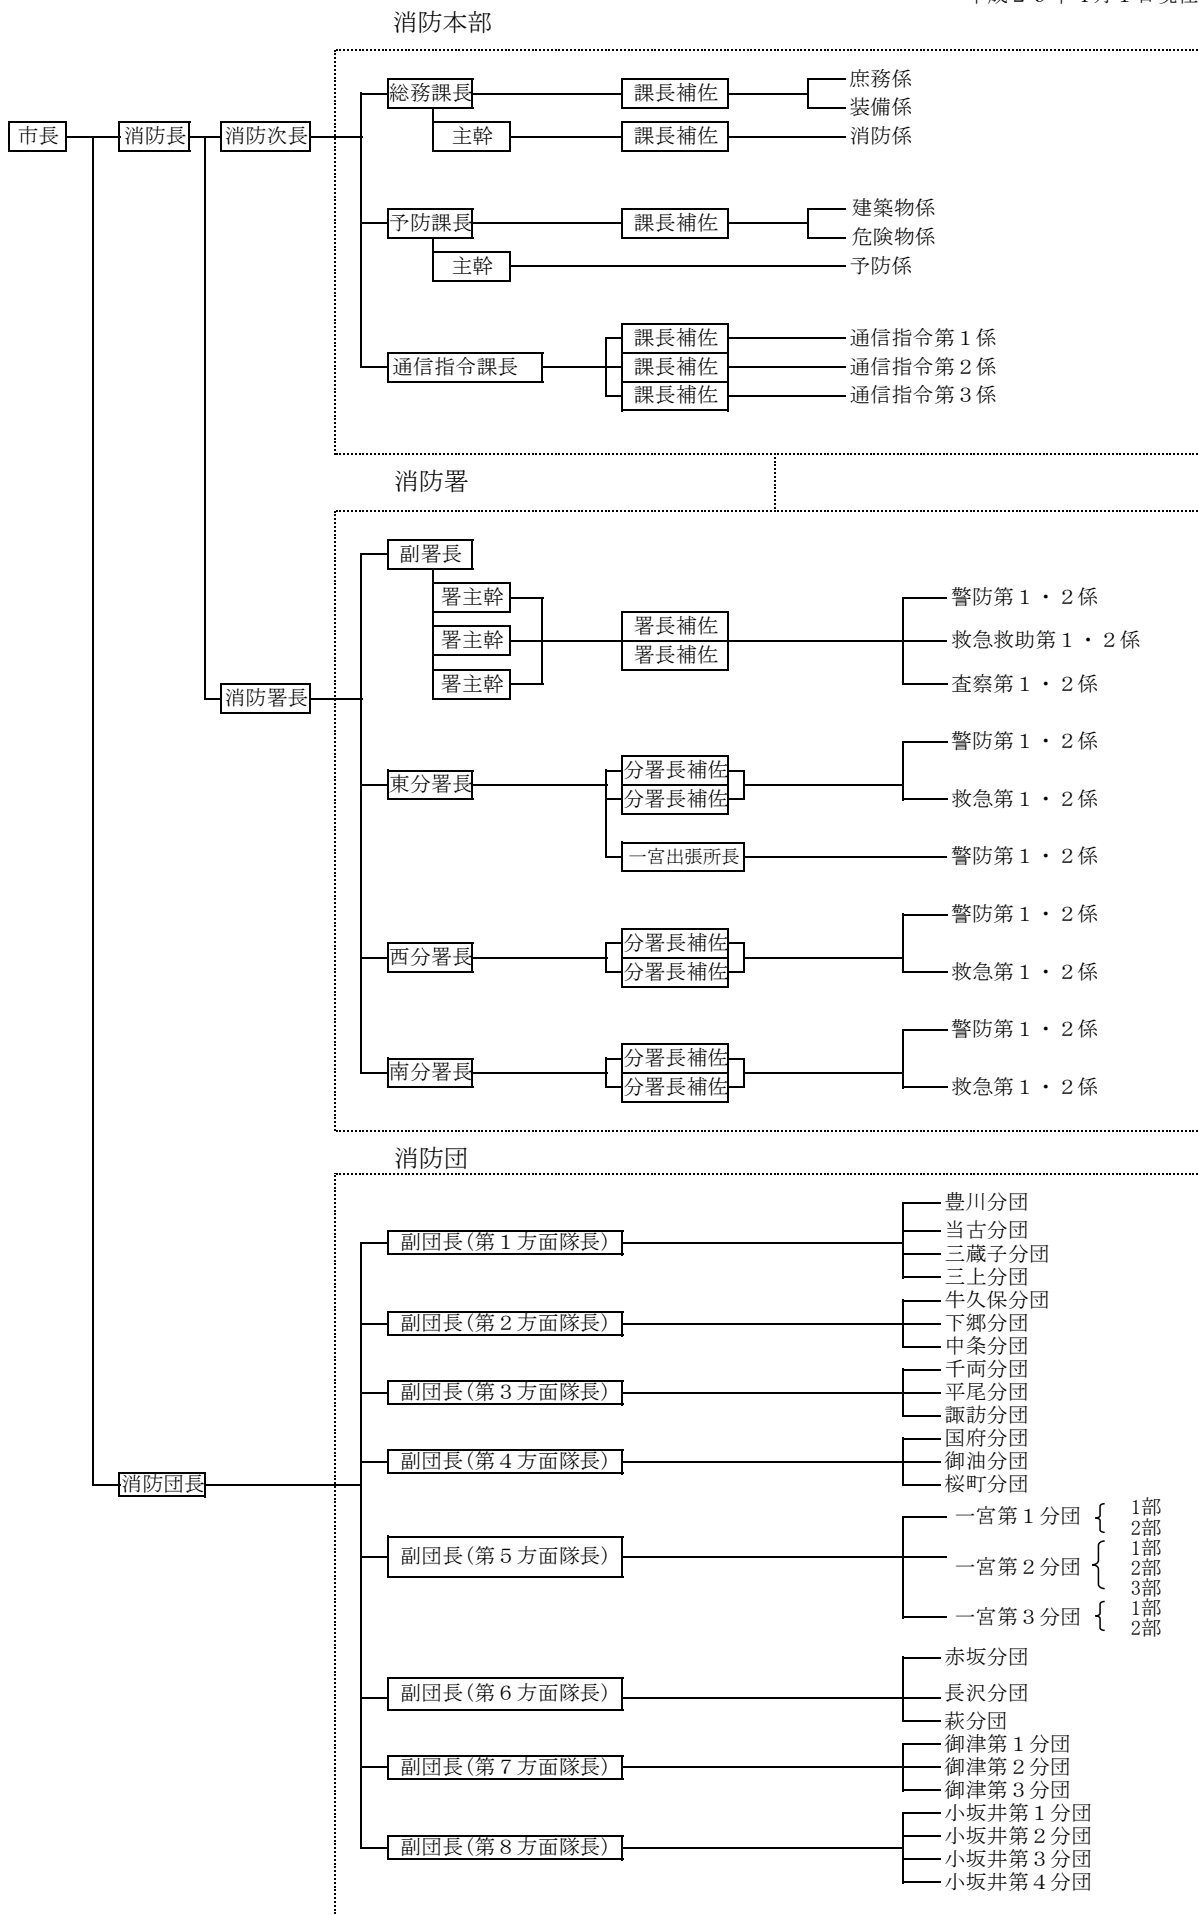 消防本部
総務課長 課長補佐 庶務係
装備係
市長 消防長 消防次長 主幹 課長補佐 消防係
予防課長 課長補佐 建築物係
危険物係
主幹 予防係
課長補佐 通信指令第１係
通信指令課長 課長補佐 通信指令第２係
課長補佐 通信指令第３係
消防署
副署長
署主幹 警防第１・２係
署長補佐
署主幹 救急救助第１・２係
署長補佐
署主幹 査察第１・２係
消防署長
警防第１・２係
分署長補佐
東分署長
分署長補佐 救急第１・２係
一宮出張所長 警防第１・２係
警防第１・２係
分署長補佐
西分署長
分署長補佐 救急第１・２係
警防第１・２係
分署長補佐
南分署長
分署長補佐 救急第１・２係
消防団
豊川分団
当古分団
副団長(第１方面隊長)
三蔵子分団
三上分団
牛久保分団
副団長(第２方面隊長) 下郷分団
中条分団
千両分団
副団長(第３方面隊長) 平尾分団
諏訪分団
国府分団
副団長(第４方面隊長) 御油分団
消防団長 桜町分団
一宮第１分団 1部
2部
副団長(第５方面隊長)
一宮第２分団 1部
2部
3部
一宮第３分団 1部
2部
赤坂分団
副団長(第６方面隊長) 長沢分団
萩分団
御津第１分団
副団長(第７方面隊長) 御津第２分団
御津第３分団
小坂井第１分団
小坂井第２分団
副団長(第８方面隊長)
小坂井第３分団
小坂井第４分団